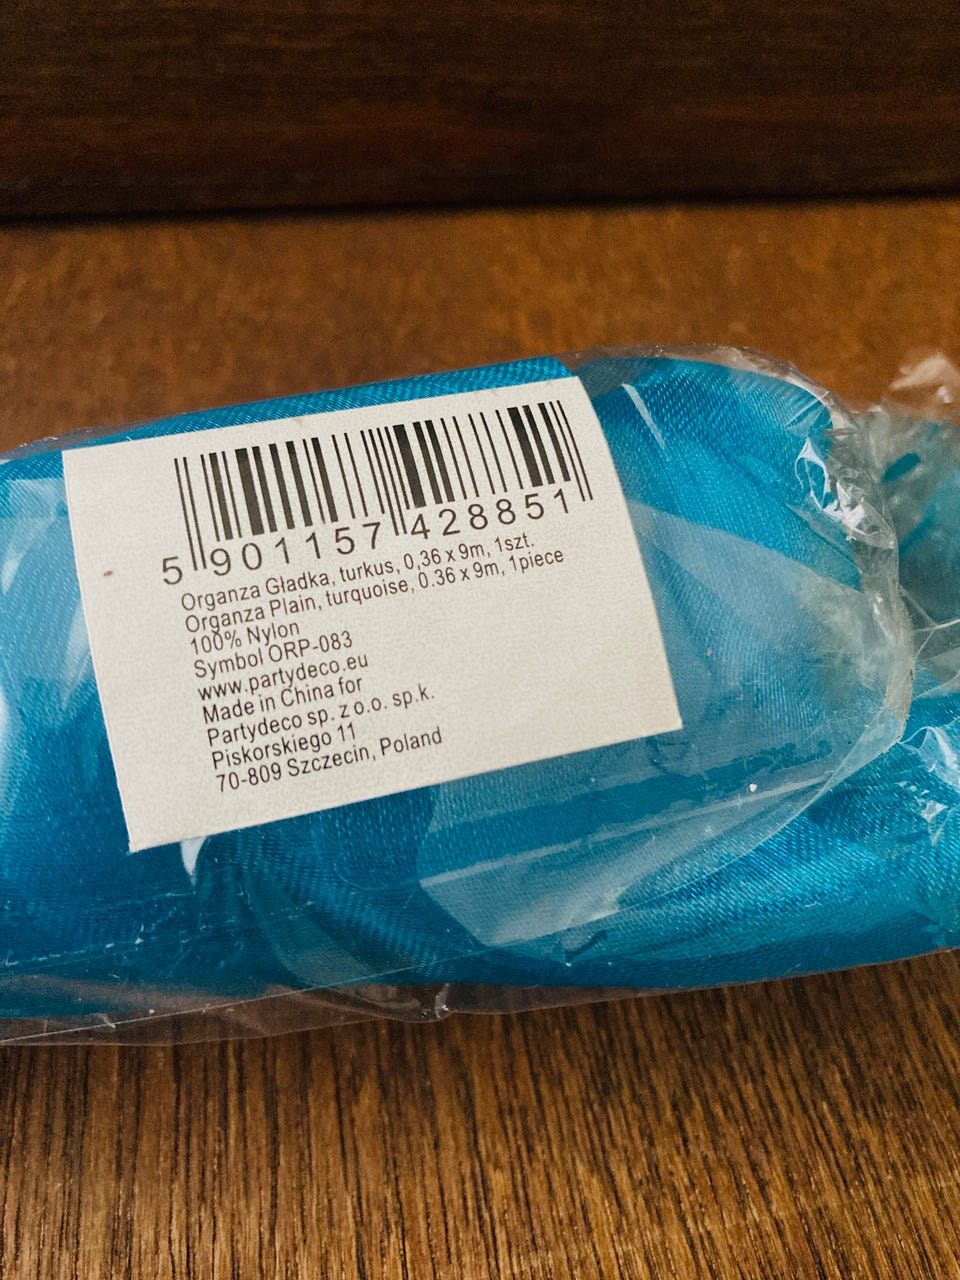 5 901157 428851
Organza Gładka, turkus, 0,36 x 9m, 1szt.
Organza Plain, turquoise, 0.36 x 9m, 1piece
100% Nylon
Symbol ORP-083
www.partydeco.eu
Made in China for
Partydeco sp. z o.o. sp.k.
Piskorskiego 11
70-809 Szczecin, Poland